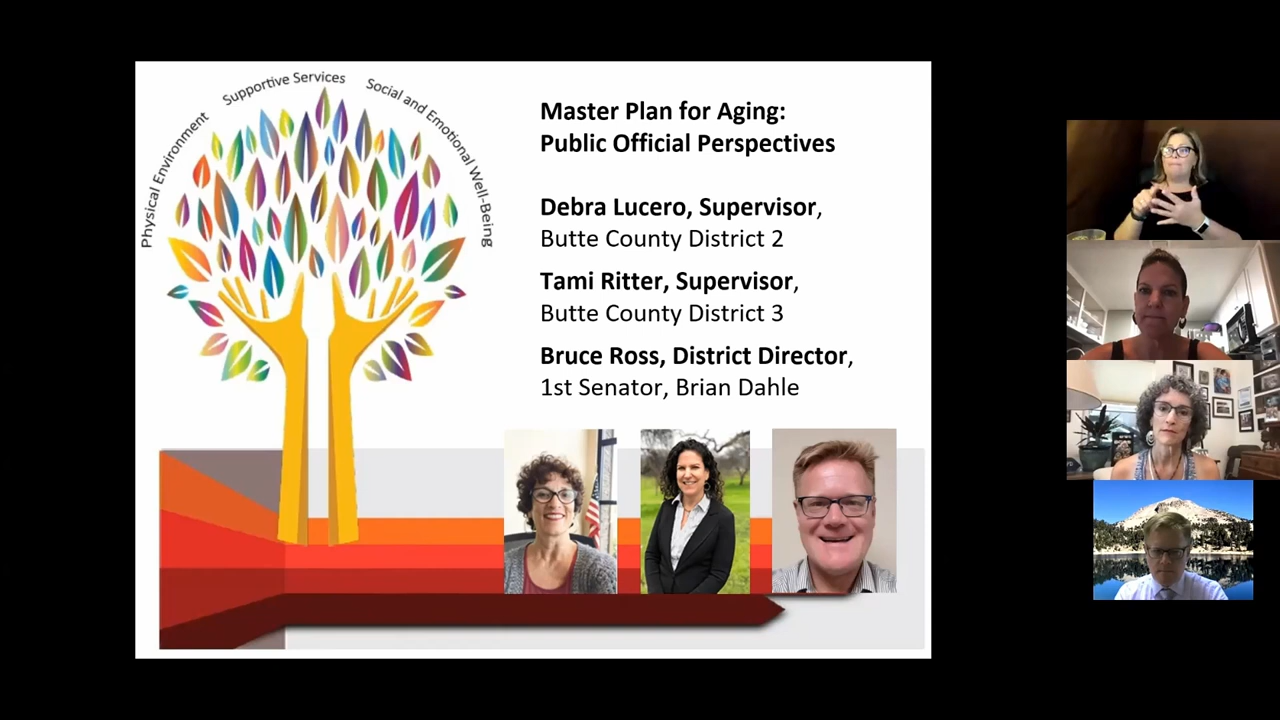 Physical Environment
Supportive Services
Social and Emotional Well-Being
Master Plan for Aging:
Public Official Perspectives
Debra Lucero, Supervisor,
Butte County District 2
Tami Ritter, Supervisor,
Butte County District 3
Bruce Ross, District Director,
1st Senator, Brian Dahle